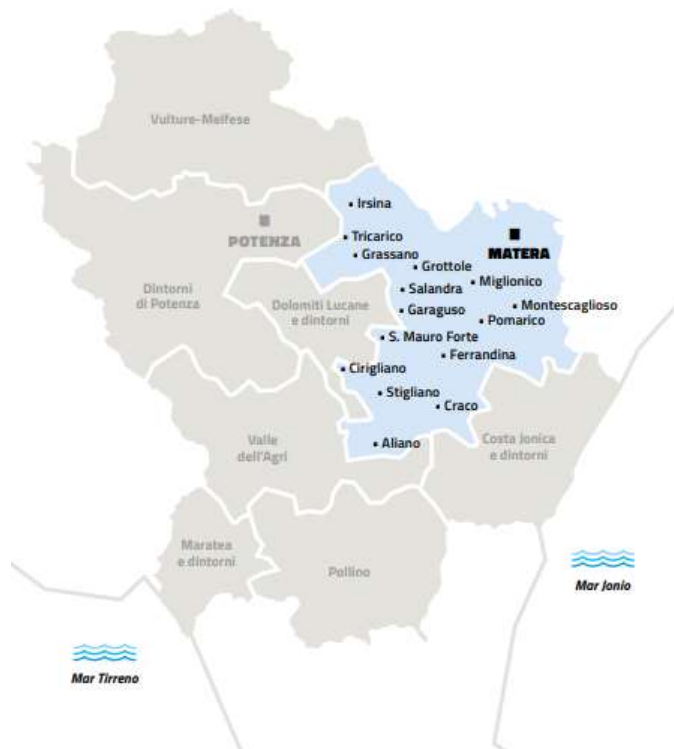 Vulture-Melfese
Irsina
Tricarico
POTENZA
MATERA
Grassano
Grottole
Miglionico
Dintorni
di Potenza
Dolomiti Lucane
e dintorni
Salandra
Montescaglioso
Garaguso
Pomarico
S. Mauro Forte
Ferrandina
Cirigliano
Stigliano
Craco
Valle
dell'Agri
Aliano
Costa Jonica
e dintorni
Maratea
e dintorni
Pollino
Mar Jonio
Mar Tirreno